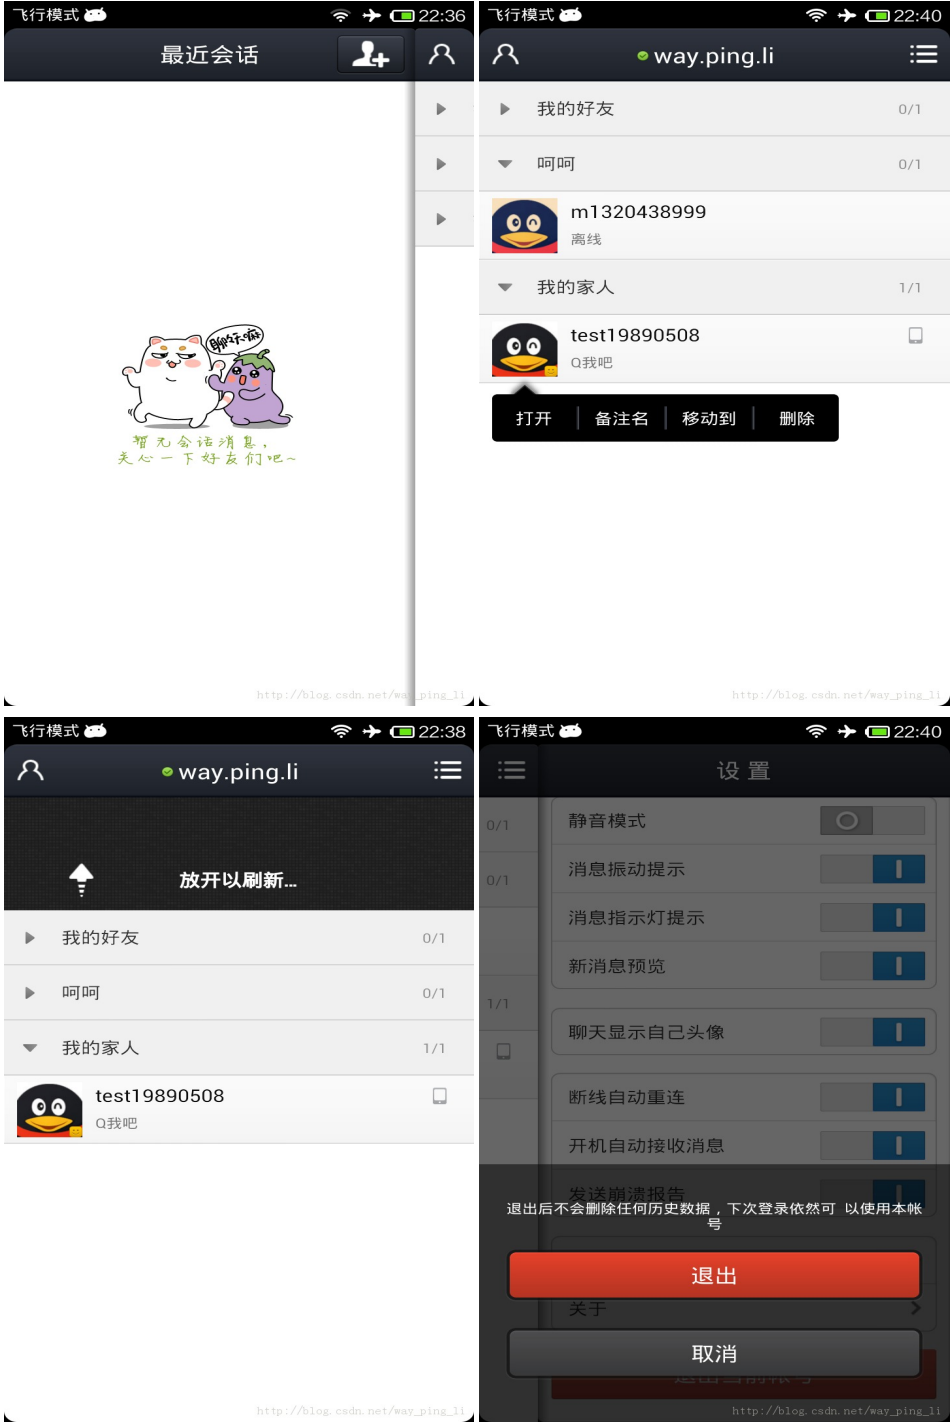 飞行模式 22:36
最近会话
聊天嘛
暂无会话消息,
关心一下好友们吧~
http://blog.csdn.net/way_ping_li
飞行模式 22:40
way.ping.li
我的好友 0/1
呵呵 0/1
m1320438999
离线
我的家人 1/1
test19890508
Q我吧
打开 备注名 移动到 删除
http://blog.csdn.net/way_ping_li
飞行模式 22:38
way.ping.li
放开以刷新...
我的好友 0/1
呵呵 0/1
我的家人 1/1
test19890508
Q我吧
http://blog.csdn.net/way_ping_li
飞行模式 22:40
设置
0/1 静音模式
消息振动提示
0/1
消息指示灯提示
新消息预览
1/1
聊天显示自己头像
断线自动重连
开机自动接收消息
发送崩溃报告
退出后不会删除任何历史数据，下次登录依然可 以使用本帐
号
退出
关于
取消
退出当前帐号
http://blog.csdn.net/way_ping_li